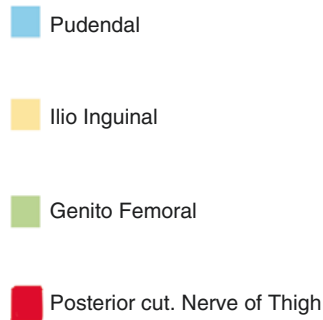 Pudendal
Ilio Inguinal
Genito Femoral
Posterior cut. Nerve of Thigh